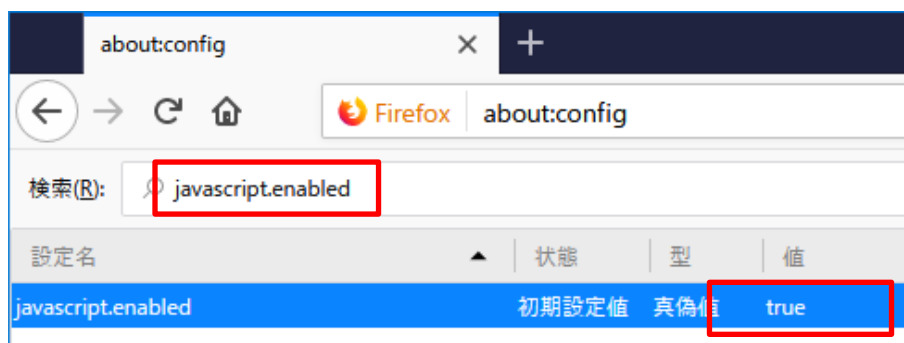 about:config
Firefox about:config
検索(R): javascript.enabled
設定名 状態 型 値
javascript.enabled 初期設定値 真偽値 true